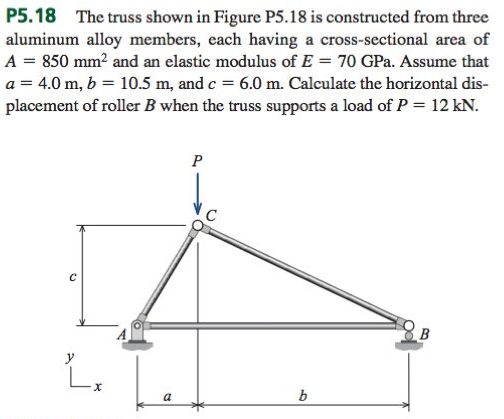 P5.18 The truss shown in Figure P5.18 is constructed from three
aluminum alloy members, each having a cross-sectional area of
A = 850 mm² and an elastic modulus of E = 70 GPa. Assume that
a = 4.0 m, b = 10.5 m, and c = 6.0 m. Calculate the horizontal dis-
placement of roller B when the truss supports a load of P = 12 kN.
P
C
c
A
B
y
x
a
b